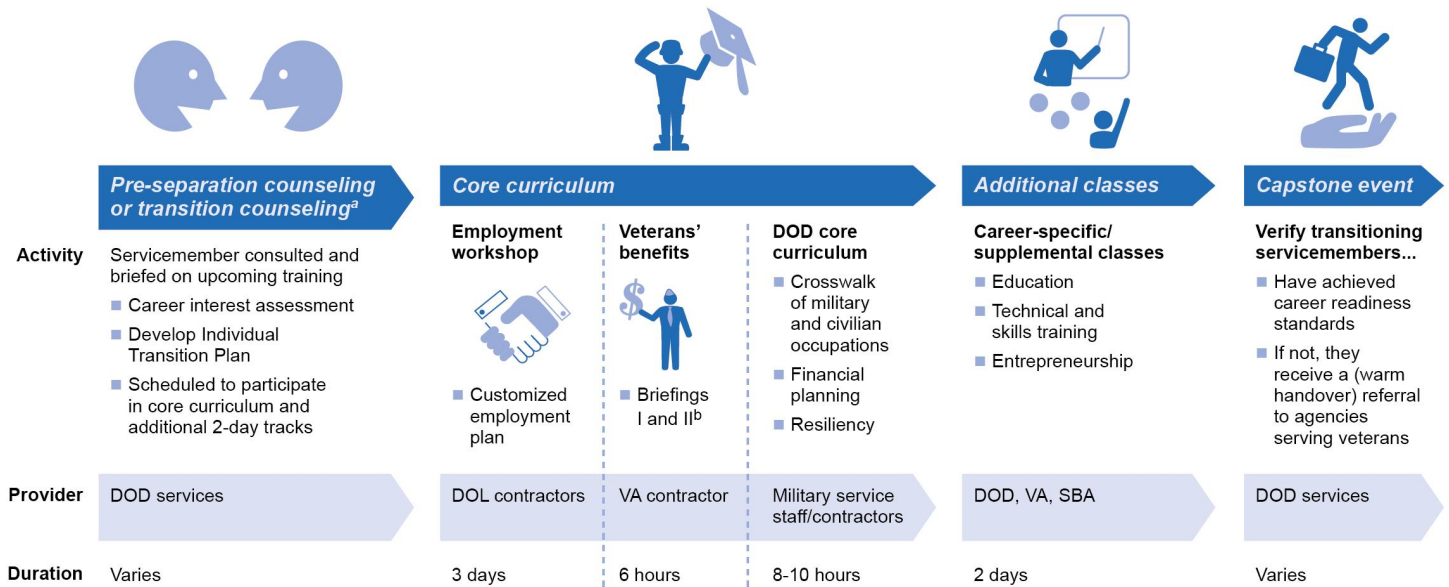 Pre-separation counseling
or transition counselingᵃ
Core curriculum
Additional classes
Capstone event
Activity
Servicemember consulted and
briefed on upcoming training
■ Career interest assessment
■ Develop Individual
Transition Plan
■ Scheduled to participate
in core curriculum and
additional 2-day tracks
Employment
workshop
$
■ Customized
employment
plan
Veterans’
benefits
■ Briefings
I and IIᵇ
DOD core
curriculum
■ Crosswalk
of military
and civilian
occupations
■ Financial
planning
■ Resiliency
Career-specific/
supplemental classes
■ Education
■ Technical and
skills training
■ Entrepreneurship
Verify transitioning
servicemembers...
■ Have achieved
career readiness
standards
■ If not, they
receive a (warm
handover) referral
to agencies
serving veterans
Provider
DOD services
DOL contractors
VA contractor
Military service
staff/contractors
DOD, VA, SBA
DOD services
Duration
Varies
3 days
6 hours
8-10 hours
2 days
Varies